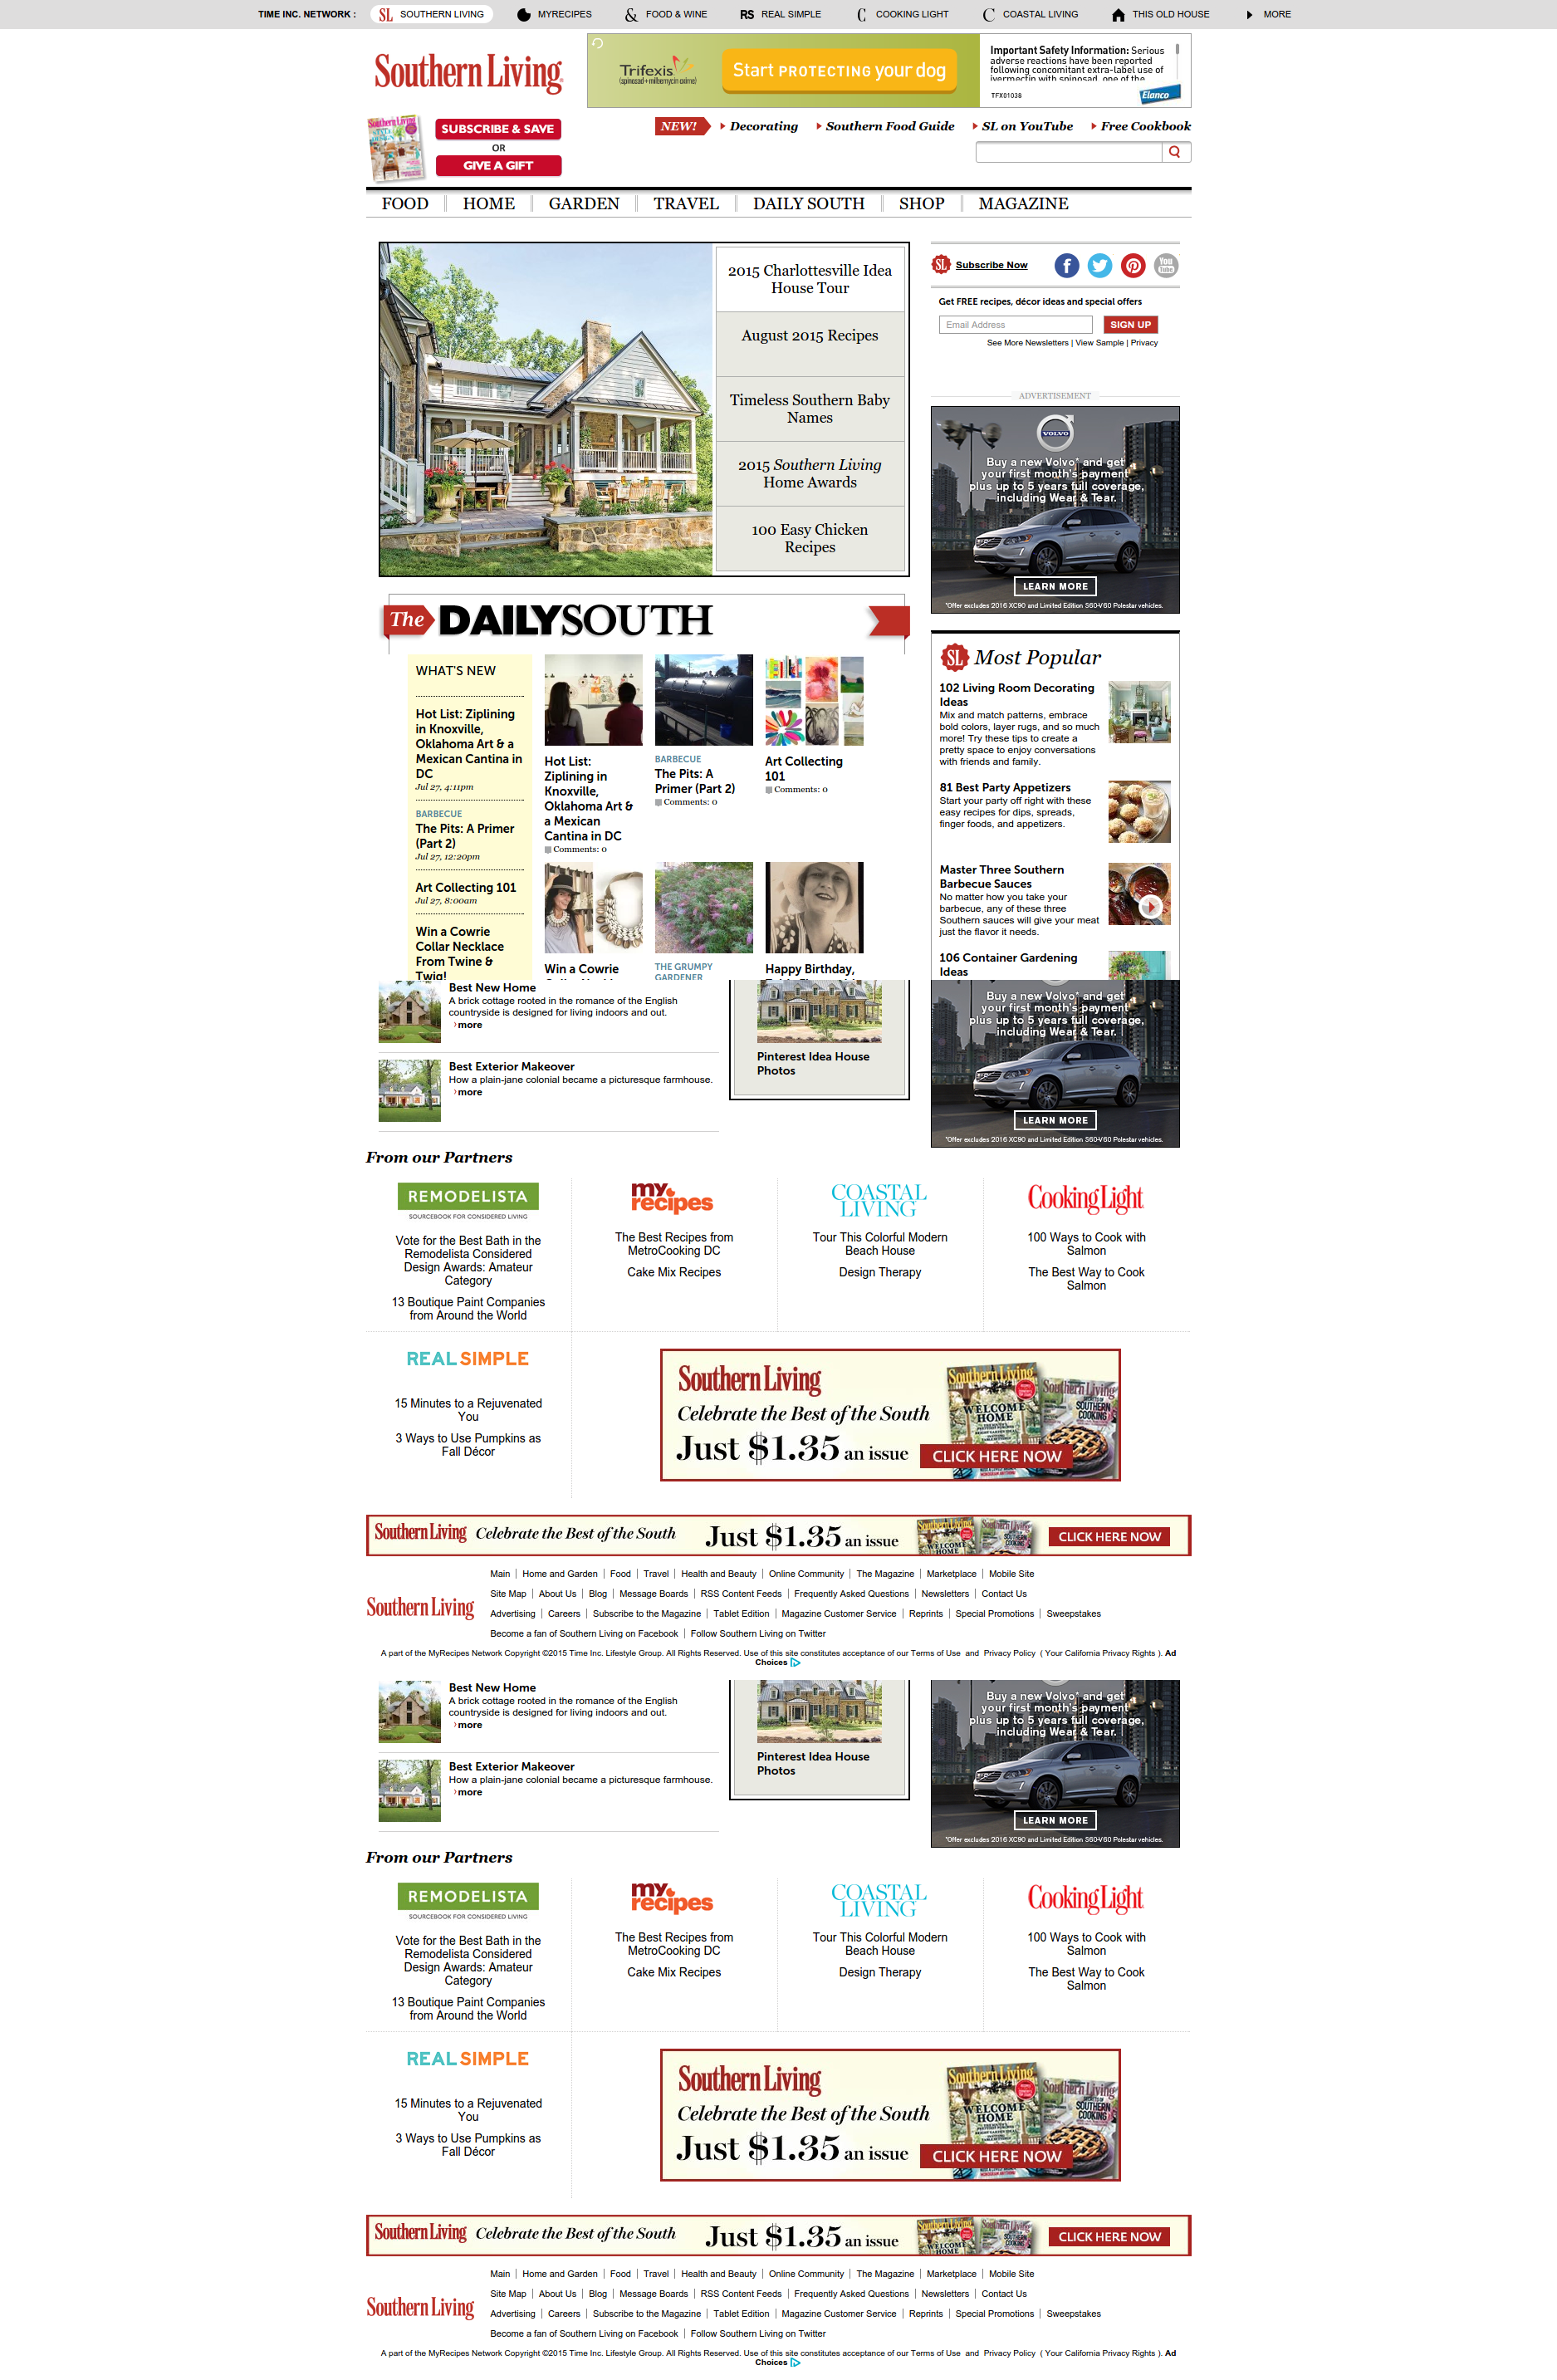 TIME INC. NETWORK :
SL SOUTHERN LIVING
MYRECIPES
& FOOD & WINE
RS REAL SIMPLE
C COOKING LIGHT
C COASTAL LIVING
THIS OLD HOUSE
MORE
Southern Living
Trifexis
(spinosad + milbemycin oxime)
Start PROTECTING your dog
Important Safety Information: Serious
adverse reactions have been reported
following concomitant extra-label use of
ivermectin with spinosad, one of the
TFX01038
Elanco
Southern Living
SUBSCRIBE & SAVE
OR
GIVE A GIFT
NEW!
Decorating
Southern Food Guide
SL on YouTube
Free Cookbook
FOOD
HOME
GARDEN
TRAVEL
DAILY SOUTH
SHOP
MAGAZINE
2015 Charlottesville Idea
House Tour
August 2015 Recipes
Timeless Southern Baby
Names
2015 Southern Living
Home Awards
100 Easy Chicken
Recipes
SL Subscribe Now
f
You
Tube
Get FREE recipes, décor ideas and special offers
Email Address
SIGN UP
See More Newsletters | View Sample | Privacy
ADVERTISEMENT
VOLVO
Buy a new Volvo* and get
your first month's payment
plus up to 5 years full coverage,
including Wear & Tear.
LEARN MORE
*Offer excludes 2016 XC90 and Limited Edition S60-V60 Polestar vehicles.
The DAILYSOUTH
WHAT'S NEW
Hot List: Ziplining
in Knoxville,
Oklahoma Art & a
Mexican Cantina in
DC
Jul 27, 4:11pm
BARBECUE
The Pits: A Primer
(Part 2)
Jul 27, 12:20pm
Art Collecting 101
Jul 27, 8:00am
Win a Cowrie
Collar Necklace
From Twine &
Twig!
Hot List:
Ziplining in
Knoxville,
Oklahoma Art &
a Mexican
Cantina in DC
Comments: 0
BARBECUE
The Pits: A
Primer (Part 2)
Comments: 0
Art Collecting
101
Comments: 0
Win a Cowrie
THE GRUMPY
GARDENER
Happy Birthday,
SL Most Popular
102 Living Room Decorating
Ideas
Mix and match patterns, embrace
bold colors, layer rugs, and so much
more! Try these tips to create a
pretty space to enjoy conversations
with friends and family.
81 Best Party Appetizers
Start your party off right with these
easy recipes for dips, spreads,
finger foods, and appetizers.
Master Three Southern
Barbecue Sauces
No matter how you take your
barbecue, any of these three
Southern sauces will give your meat
just the flavor it needs.
106 Container Gardening
Ideas
Best New Home
A brick cottage rooted in the romance of the English
countryside is designed for living indoors and out.
›more
Best Exterior Makeover
How a plain-jane colonial became a picturesque farmhouse.
›more
Pinterest Idea House
Photos
Buy a new Volvo* and get
your first month's payment
plus up to 5 years full coverage,
including Wear & Tear.
LEARN MORE
*Offer excludes 2016 XC90 and Limited Edition S60-V60 Polestar vehicles.
From our Partners
REMODELISTA
SOURCEBOOK FOR CONSIDERED LIVING
Vote for the Best Bath in the
Remodelista Considered
Design Awards: Amateur
Category
13 Boutique Paint Companies
from Around the World
my
recipes
The Best Recipes from
MetroCooking DC
Cake Mix Recipes
COASTAL
LIVING
Tour This Colorful Modern
Beach House
Design Therapy
Cooking Light
100 Ways to Cook with
Salmon
The Best Way to Cook
Salmon
REAL SIMPLE
15 Minutes to a Rejuvenated
You
3 Ways to Use Pumpkins as
Fall Décor
Southern Living
Celebrate the Best of the South
Just $1.35 an issue
CLICK HERE NOW
Southern Living
WELCOME
HOME
Southern Living
SOUTHERN
COOKING
Southern Living Celebrate the Best of the South Just $1.35 an issue
WELCOME
HOME
CLICK HERE NOW
Southern Living
Main | Home and Garden | Food | Travel | Health and Beauty | Online Community | The Magazine | Marketplace | Mobile Site
Site Map | About Us | Blog | Message Boards | RSS Content Feeds | Frequently Asked Questions | Newsletters | Contact Us
Advertising | Careers | Subscribe to the Magazine | Tablet Edition | Magazine Customer Service | Reprints | Special Promotions | Sweepstakes
Become a fan of Southern Living on Facebook | Follow Southern Living on Twitter
A part of the MyRecipes Network Copyright ©2015 Time Inc. Lifestyle Group. All Rights Reserved. Use of this site constitutes acceptance of our Terms of Use and Privacy Policy ( Your California Privacy Rights ). Ad
Choices
Best New Home
A brick cottage rooted in the romance of the English
countryside is designed for living indoors and out.
›more
Best Exterior Makeover
How a plain-jane colonial became a picturesque farmhouse.
›more
Pinterest Idea House
Photos
Buy a new Volvo* and get
your first month's payment
plus up to 5 years full coverage,
including Wear & Tear.
LEARN MORE
*Offer excludes 2016 XC90 and Limited Edition S60-V60 Polestar vehicles.
From our Partners
REMODELISTA
SOURCEBOOK FOR CONSIDERED LIVING
Vote for the Best Bath in the
Remodelista Considered
Design Awards: Amateur
Category
13 Boutique Paint Companies
from Around the World
my
recipes
The Best Recipes from
MetroCooking DC
Cake Mix Recipes
COASTAL
LIVING
Tour This Colorful Modern
Beach House
Design Therapy
Cooking Light
100 Ways to Cook with
Salmon
The Best Way to Cook
Salmon
REAL SIMPLE
15 Minutes to a Rejuvenated
You
3 Ways to Use Pumpkins as
Fall Décor
Southern Living
Celebrate the Best of the South
Just $1.35 an issue
CLICK HERE NOW
Southern Living
WELCOME
HOME
Southern Living
SOUTHERN
COOKING
Southern Living Celebrate the Best of the South Just $1.35 an issue
WELCOME
HOME
CLICK HERE NOW
Southern Living
Main | Home and Garden | Food | Travel | Health and Beauty | Online Community | The Magazine | Marketplace | Mobile Site
Site Map | About Us | Blog | Message Boards | RSS Content Feeds | Frequently Asked Questions | Newsletters | Contact Us
Advertising | Careers | Subscribe to the Magazine | Tablet Edition | Magazine Customer Service | Reprints | Special Promotions | Sweepstakes
Become a fan of Southern Living on Facebook | Follow Southern Living on Twitter
A part of the MyRecipes Network Copyright ©2015 Time Inc. Lifestyle Group. All Rights Reserved. Use of this site constitutes acceptance of our Terms of Use and Privacy Policy ( Your California Privacy Rights ). Ad
Choices